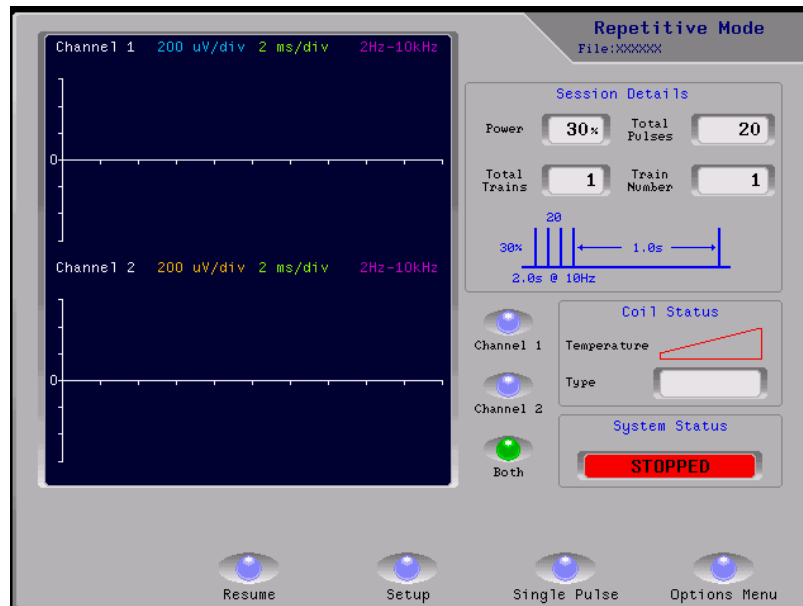 Repetitive Mode
File:XXXXXX
Channel 1 200 uV/div 2 ms/div 2Hz-10kHz
0
Channel 2 200 uV/div 2 ms/div 2Hz-10kHz
0
Session Details
Power 30% Total Pulses 20
Total Trains 1 Train Number 1
20
30% 1.0s
2.0s @ 10Hz
Channel 1
Channel 2
Both
Coil Status
Temperature
Type
System Status
STOPPED
Resume Setup Single Pulse Options Menu